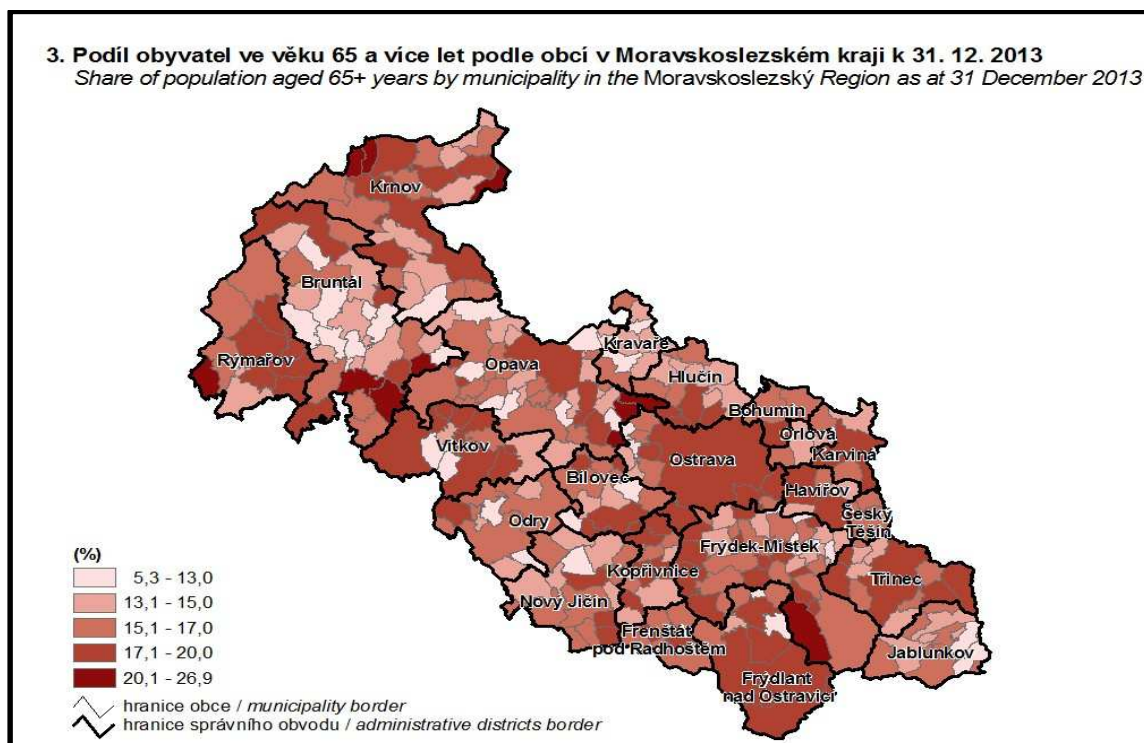 3. Podíl obyvatel ve věku 65 a více let podle obcí v Moravskoslezském kraji k 31. 12. 2013
Share of population aged 65+ years by municipality in the Moravskoslezský Region as at 31 December 2013
Krnov
Bruntál
Rýmařov
Opava
Kravaře
Hlučín
Bohumín
Orlová
Karviná
Vítkov
Ostrava
Bílovec
Havířov
Český
Těšín
Odry
Frýdek-Místek
Kopřivnice
Třinec
Nový Jičín
Frenštát
pod Radhoštěm
Jablunkov
Frýdlant
nad Ostravicí
(%)
5,3 - 13,0
13,1 - 15,0
15,1 - 17,0
17,1 - 20,0
20,1 - 26,9
hranice obce / municipality border
hranice správního obvodu / administrative districts border